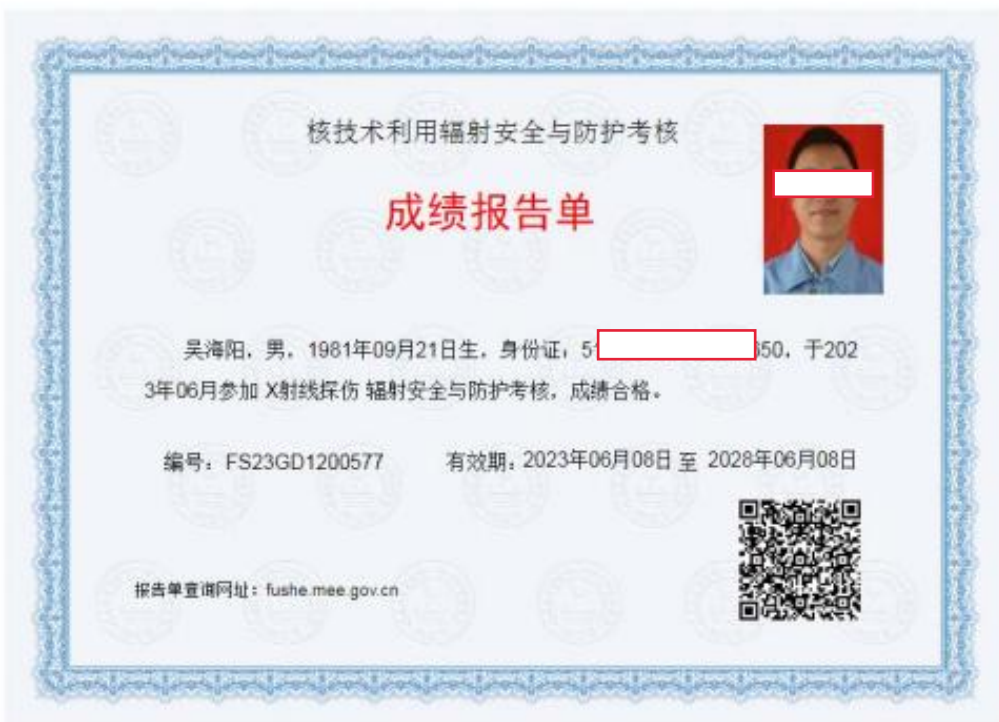 核技术利用辐射安全与防护考核
成绩报告单
吴海阳，男，1981年09月21日生，身份证，51 650，于202
3年06月参加 X射线探伤 辐射安全与防护考核，成绩合格。
编号：FS23GD1200577 有效期：2023年06月08日 至 2028年06月08日
报告单查询网址：fushe.mee.gov.cn